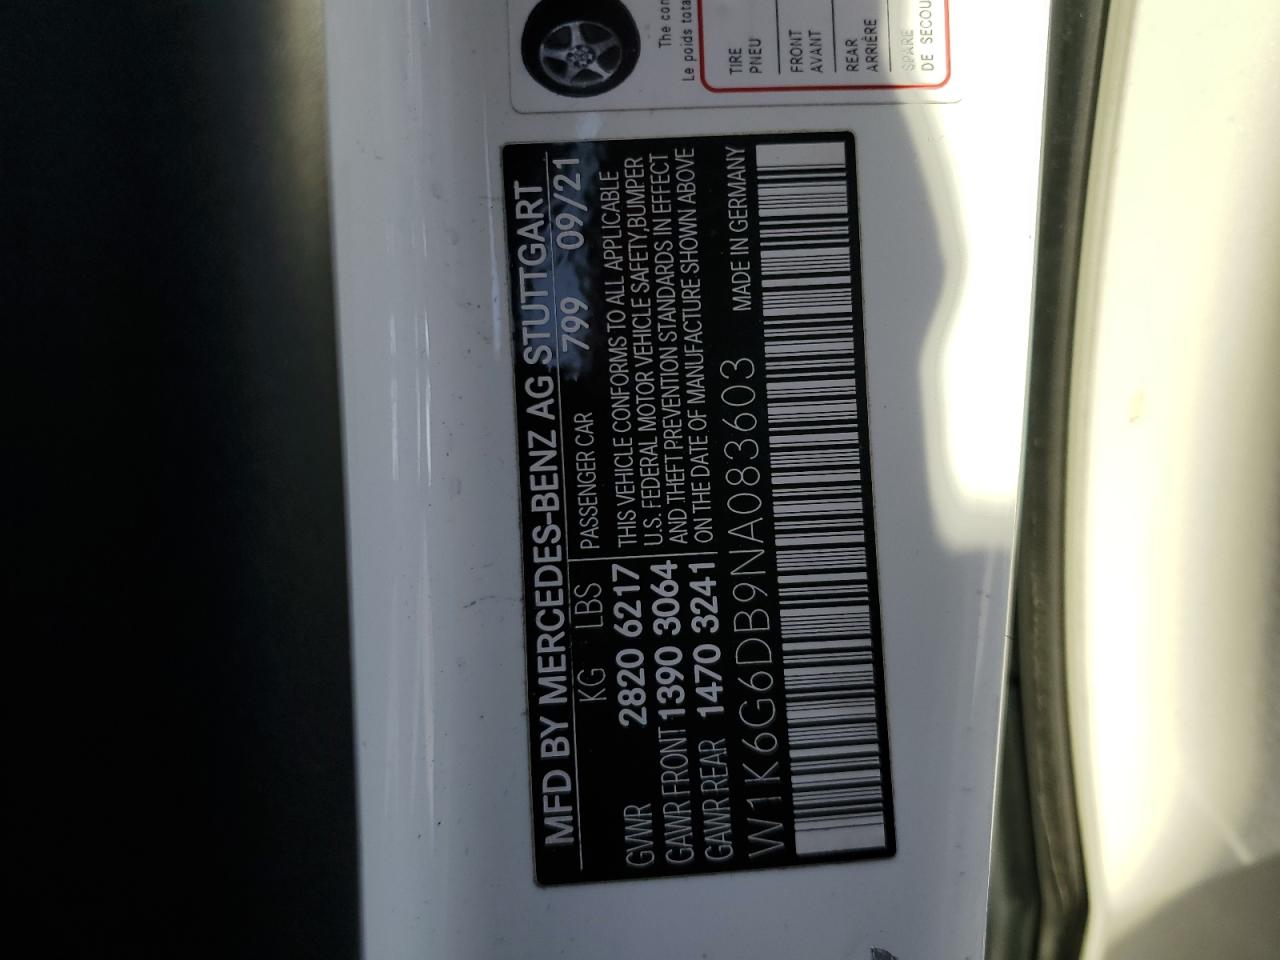 MFD BY MERCEDES-BENZ AG STUTTGART
KG LBS PASSENGER CAR 799 09/21
GVWR 2820 6217 THIS VEHICLE CONFORMS TO ALL APPLICABLE
GAWR FRONT 1390 3064 U.S. FEDERAL MOTOR VEHICLE SAFETY, BUMPER
GAWR REAR 1470 3241 AND THEFT PREVENTION STANDARDS IN EFFECT
ON THE DATE OF MANUFACTURE SHOWN ABOVE
W1K6G6DB9NA083603 MADE IN GERMANY
The
Le poids
TIRE
PNEU
FRONT
AVANT
REAR
ARRIÈRE
SPARE
DE